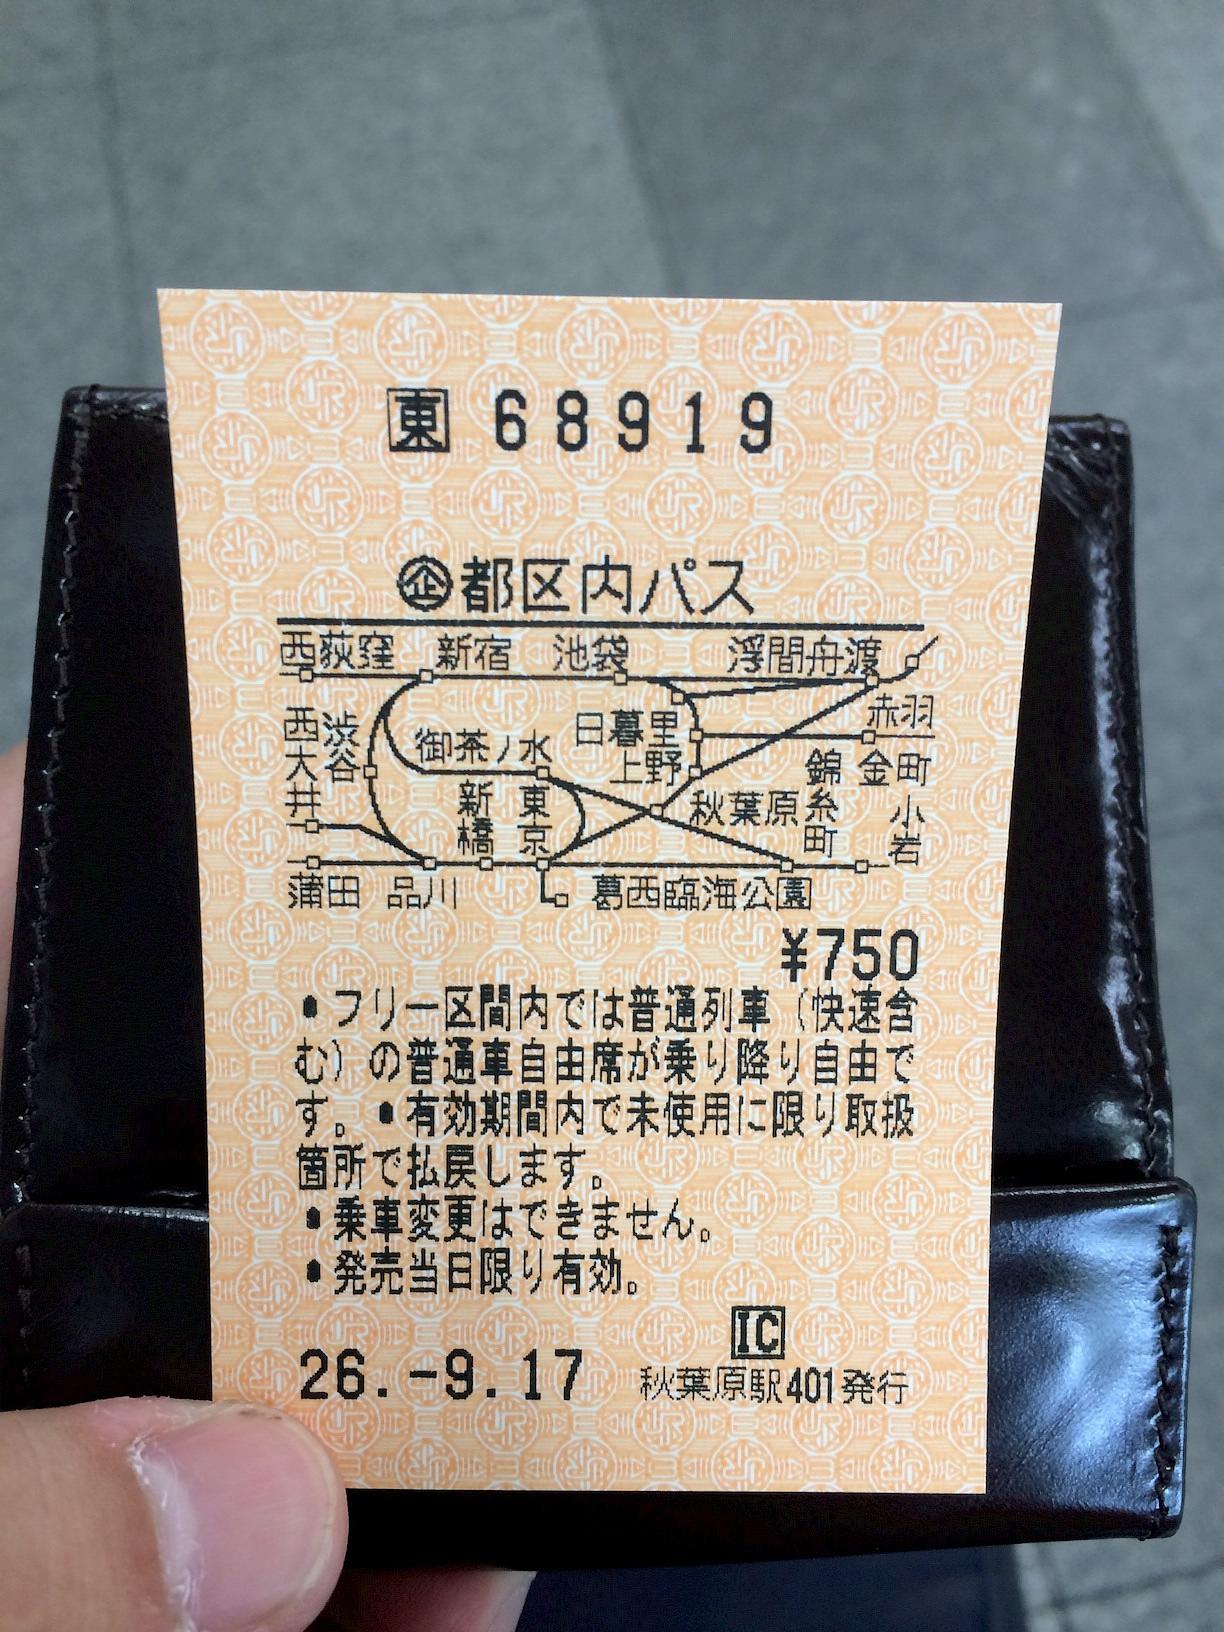 東 68919
企 都区内パス
西荻窪 新宿 池袋 浮間舟渡
赤羽
西大井 渋谷 御茶ノ水 日暮里
上野 錦糸町 金町
新橋 東京 秋葉原 小岩
蒲田 品川 葛西臨海公園
¥750
•フリー区間内では普通列車(快速含
む)の普通車自由席が乗り降り自由で
す。•有効期間内で未使用に限り取扱
箇所で払戻します。
•乗車変更はできません。
•発売当日限り有効。
IC
26.-9.17 秋葉原駅401発行